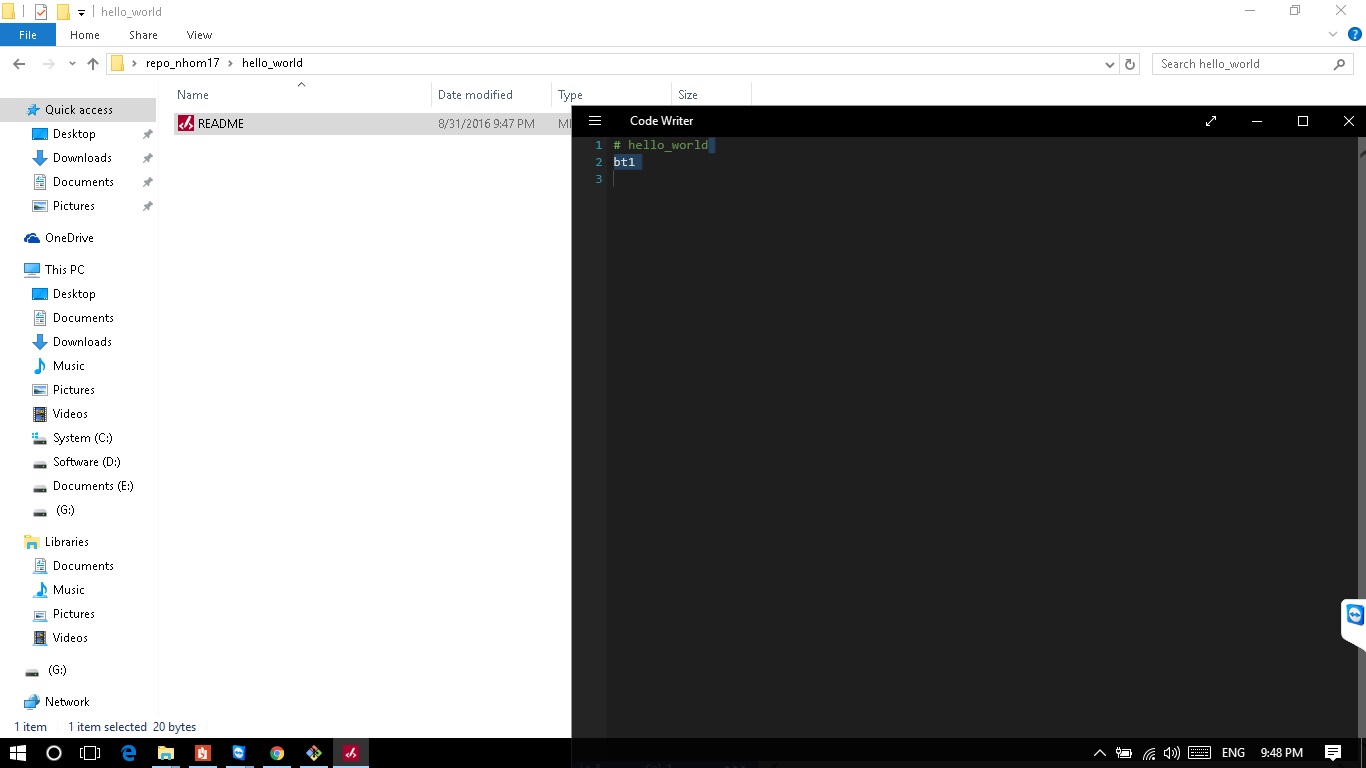 hello_world
File Home Share View
repo_nhom17 hello_world Search hello_world
Name Date modified Type Size
README 8/31/2016 9:47 PM
Quick access
Desktop
Downloads
Documents
Pictures
OneDrive
This PC
Desktop
Documents
Downloads
Music
Pictures
Videos
System (C:)
Software (D:)
Documents (E:)
(G:)
Libraries
Documents
Music
Pictures
Videos
(G:)
Network
1 item 1 item selected 20 bytes
Code Writer
1 # hello_world
2 bt1
3
ENG 9:48 PM